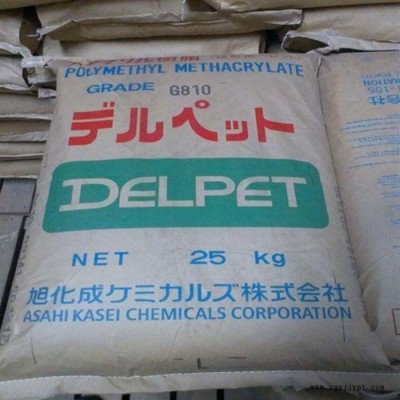 POLYMETHYL METHACRYLATE
GRADE G810
デルペット
DELPET
NET 25 kg
旭化成ケミカルズ株式会社
ASAHI KASEI CHEMICALS CORPORATION